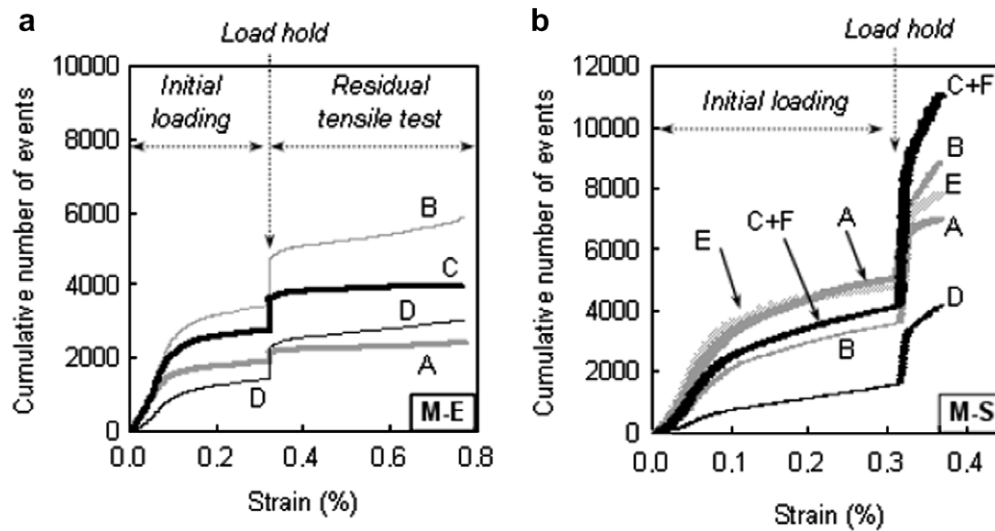 a
Load hold
10000
8000
6000
4000
2000
0
Cumulative number of events
Initial
loading
Residual
tensile test
B
C
D
A
D
M-E
0.0 0.2 0.4 0.6 0.8
Strain (%)
b
Load hold
12000
10000
8000
6000
4000
2000
0
Cumulative number of events
Initial loading
C+F
B
E
A
D
E
C+F
A
B
M-S
0.0 0.1 0.2 0.3 0.4
Strain (%)